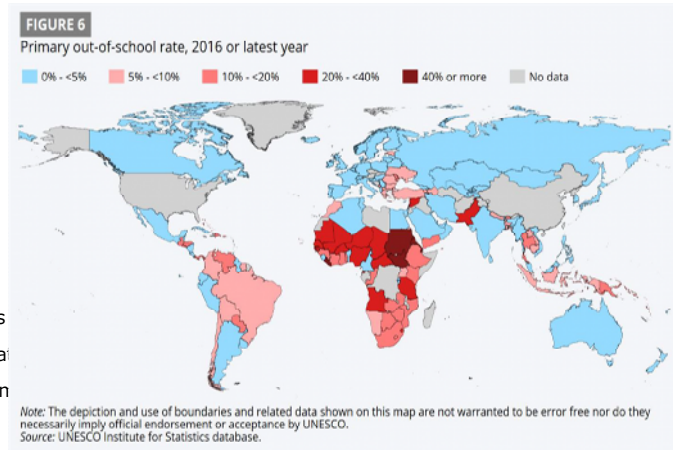 FIGURE 6
Primary out-of-school rate, 2016 or latest year
0% - <5% 5% - <10% 10% - <20% 20% - <40% 40% or more No data
s
a
n
Note: The depiction and use of boundaries and related data shown on this map are not warranted to be error free nor do they
necessarily imply official endorsement or acceptance by UNESCO.
Source: UNESCO Institute for Statistics database.